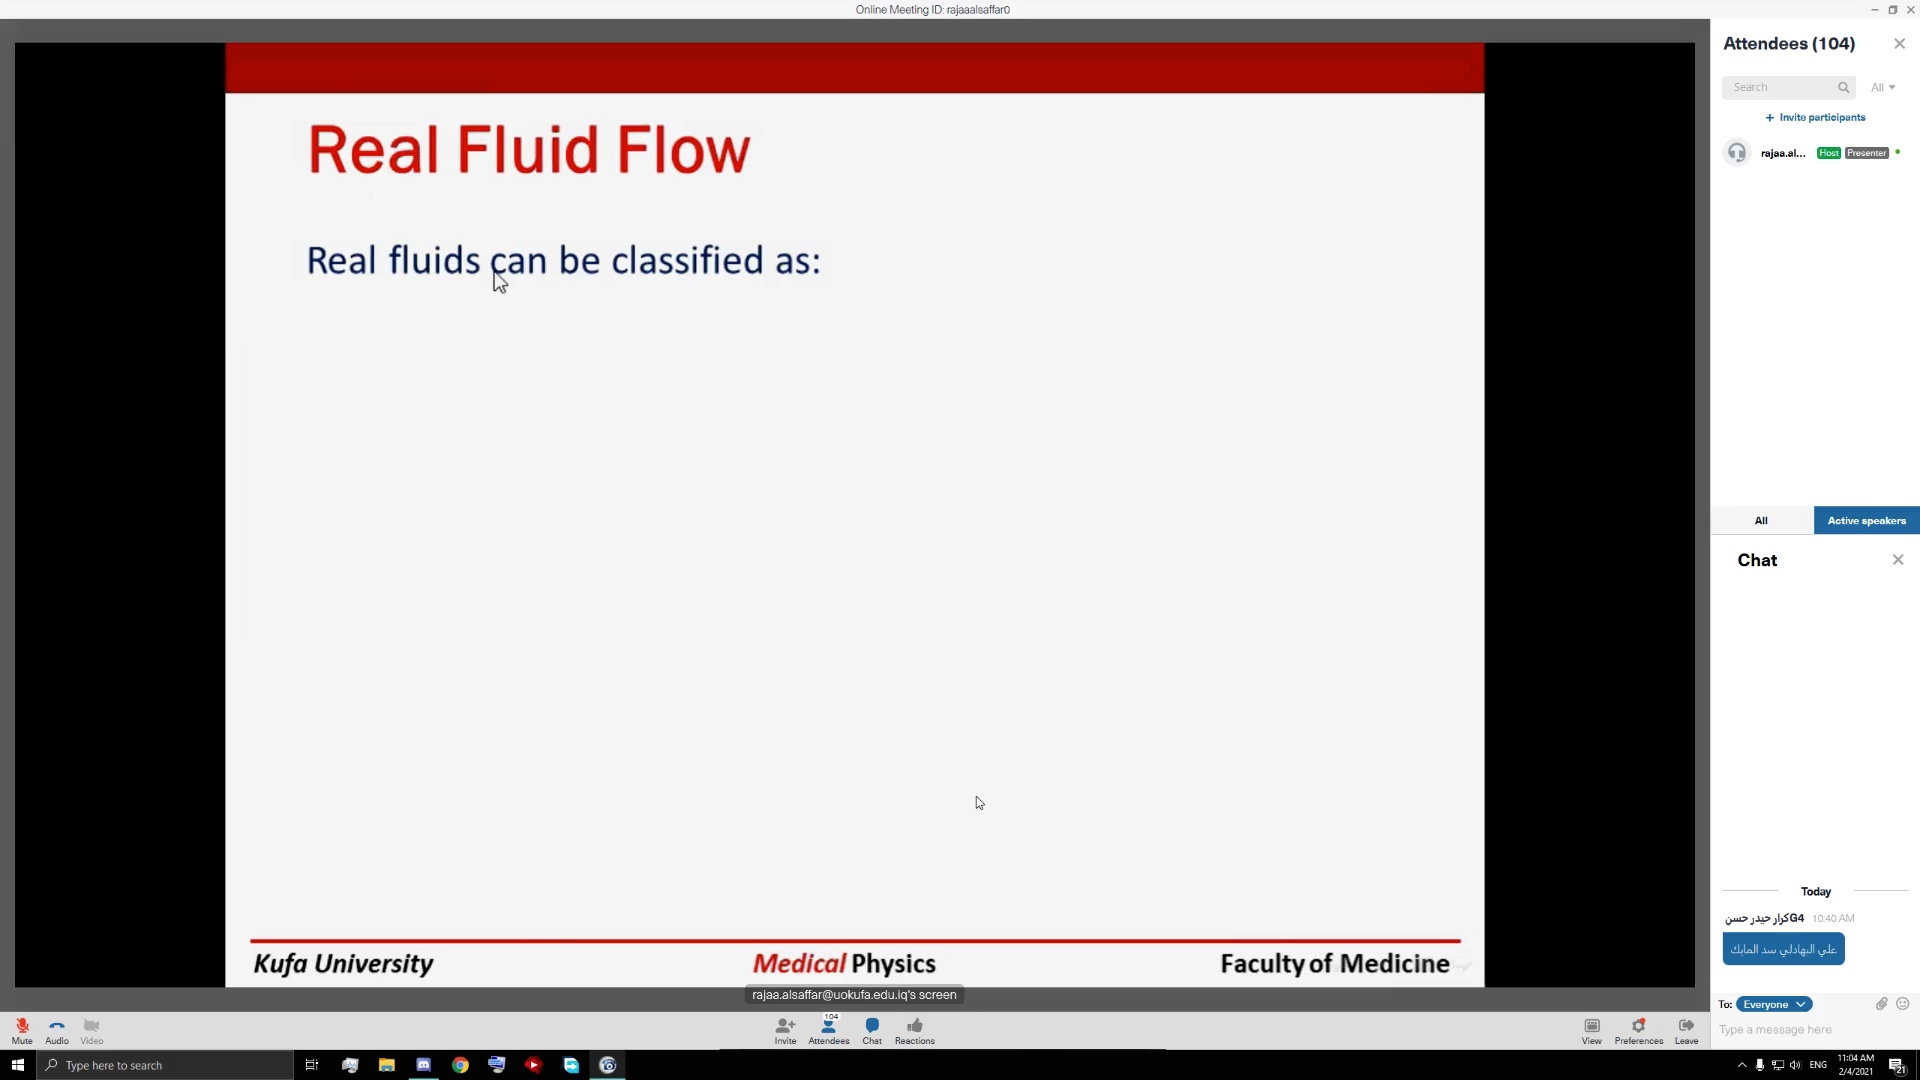 Online Meeting ID: rajaaalsaffar0
Real Fluid Flow
Real fluids can be classified as:
Kufa University
Medical Physics
Faculty of Medicine
rajaa.alsaffar@uokufa.edu.iq's screen
Attendees (104)
Search
All
+ Invite participants
rajaa.al... Host Presenter
All
Active speakers
Chat
Today
G4كرار حيدر حسن 10:40 AM
علي البهادلي سد المايك
To: Everyone
Type a message here
Mute
Audio
Video
Invite
104
Attendees
Chat
Reactions
View
Preferences
Leave
Type here to search
ENG
11:04 AM
2/4/2021
21